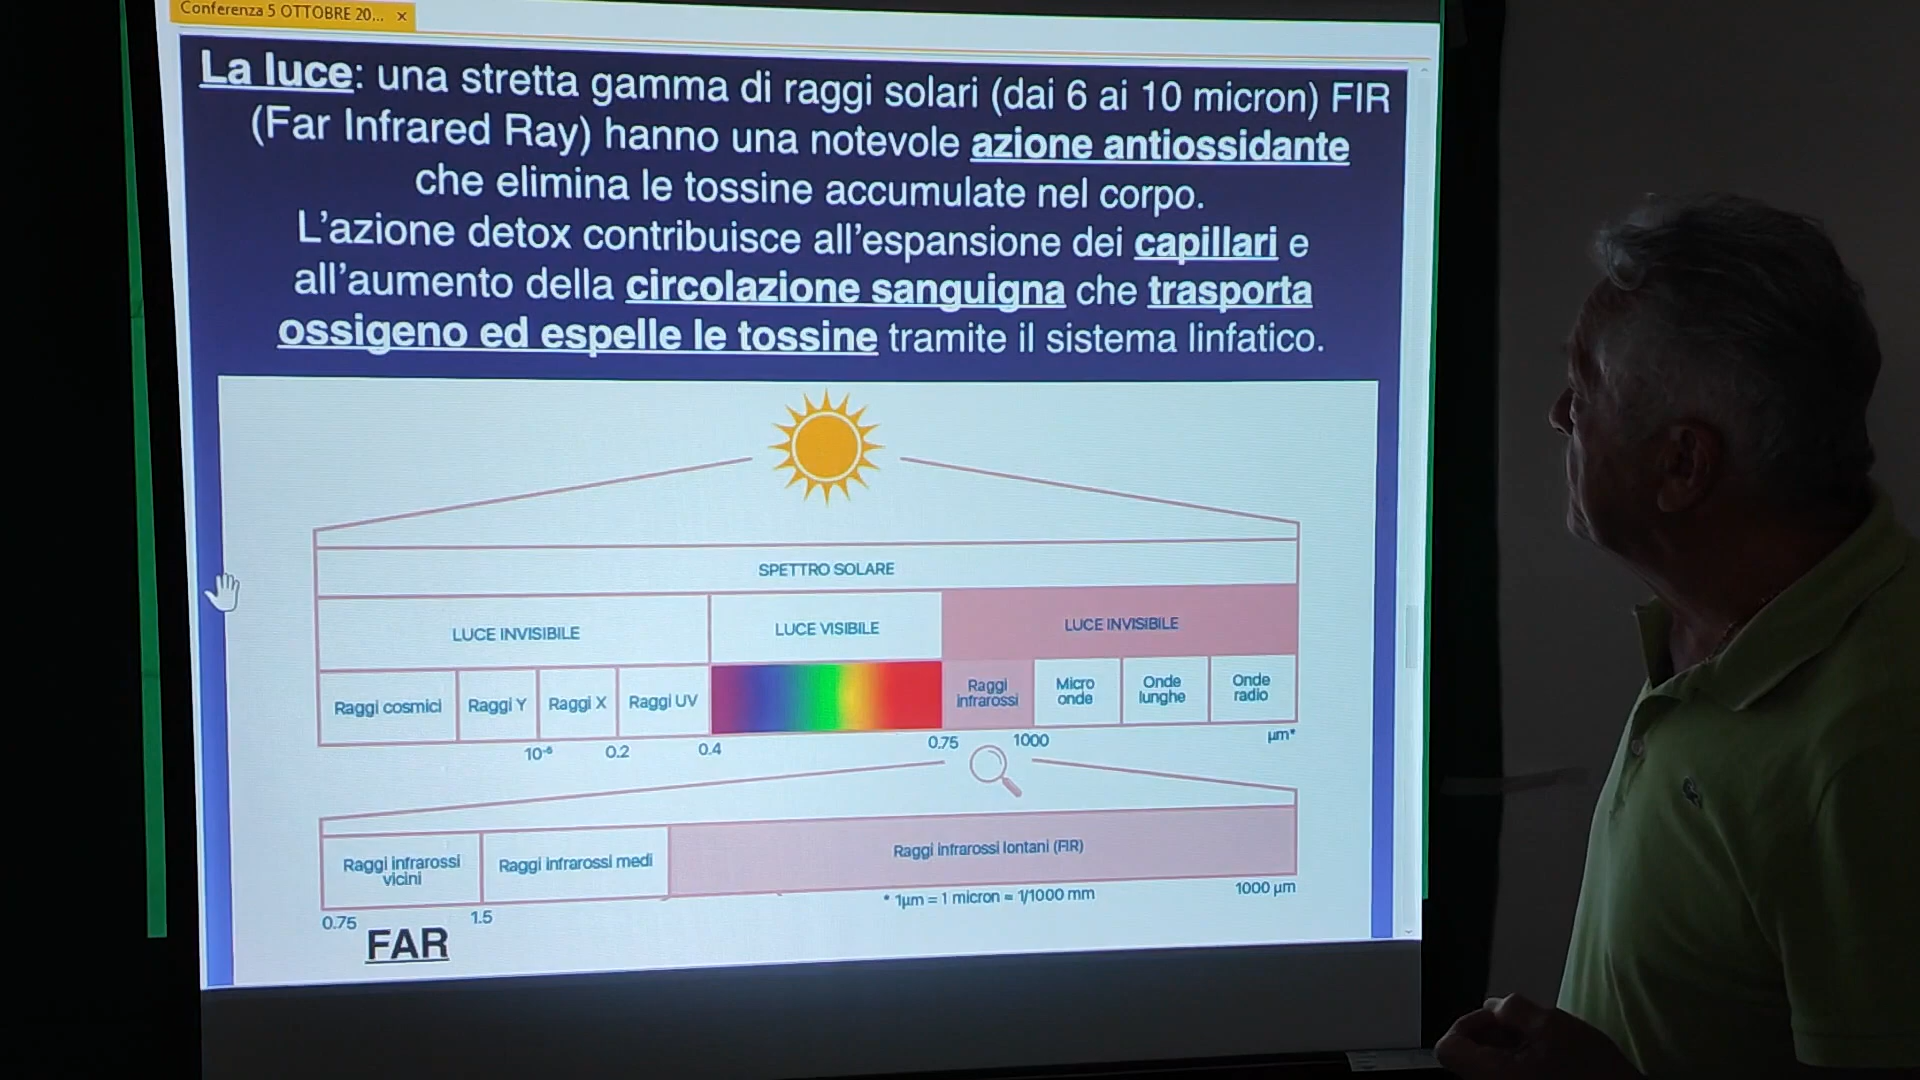 Conferenza 5 OTTOBRE 20... ×
La luce: una stretta gamma di raggi solari (dai 6 ai 10 micron) FIR
(Far Infrared Ray) hanno una notevole azione antiossidante
che elimina le tossine accumulate nel corpo.
L'azione detox contribuisce all'espansione dei capillari e
all'aumento della circolazione sanguigna che trasporta
ossigeno ed espelle le tossine tramite il sistema linfatico.
SPETTRO SOLARE
LUCE INVISIBILE
LUCE VISIBILE
LUCE INVISIBILE
Raggi cosmici
Raggi Y
Raggi X
Raggi UV
Raggi
infrarossi
Micro
onde
Onde
lunghe
Onde
radio
10⁻⁶
0.2
0.4
0.75
1000
µm*
Raggi infrarossi
vicini
Raggi infrarossi medi
Raggi infrarossi lontani (FIR)
0.75
1.5
* 1µm = 1 micron = 1/1000 mm
1000 µm
FAR